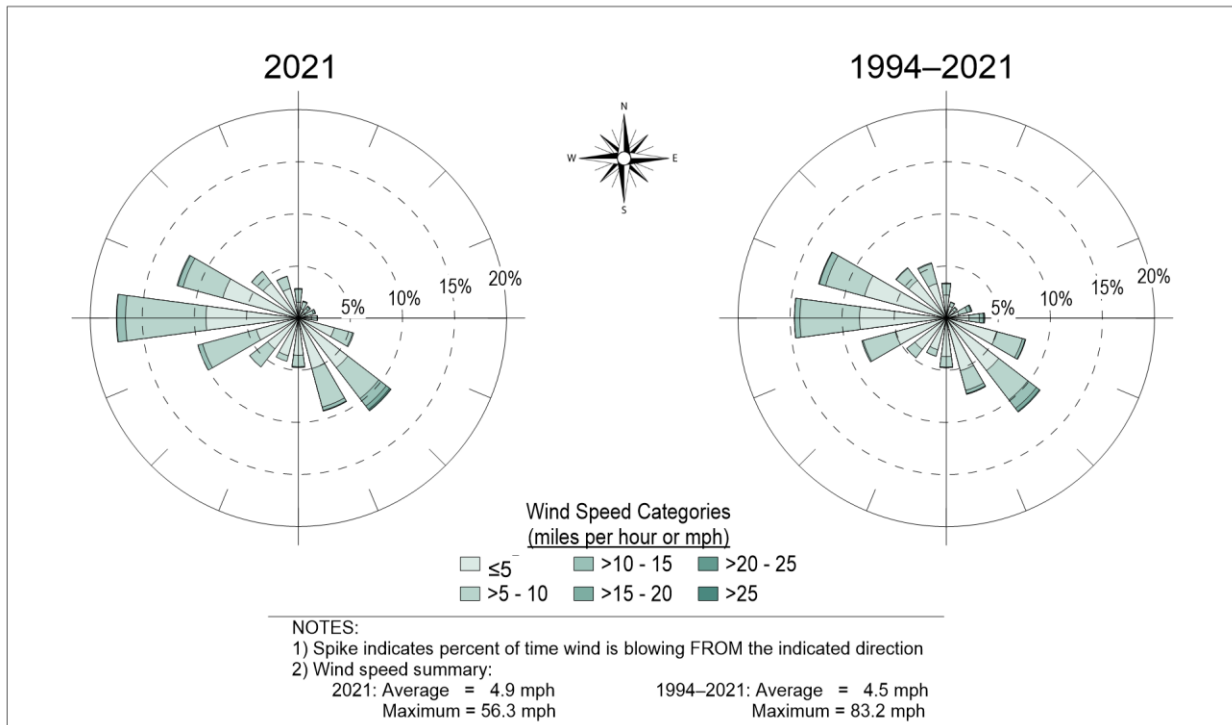 2021
1994–2021
N
W
E
S
5%
10%
15%
20%
5%
10%
15%
20%
Wind Speed Categories
(miles per hour or mph)
≤5
>10 - 15
>20 - 25
>5 - 10
>15 - 20
>25
NOTES:
1) Spike indicates percent of time wind is blowing FROM the indicated direction
2) Wind speed summary:
2021: Average = 4.9 mph
1994–2021: Average = 4.5 mph
Maximum = 56.3 mph
Maximum = 83.2 mph